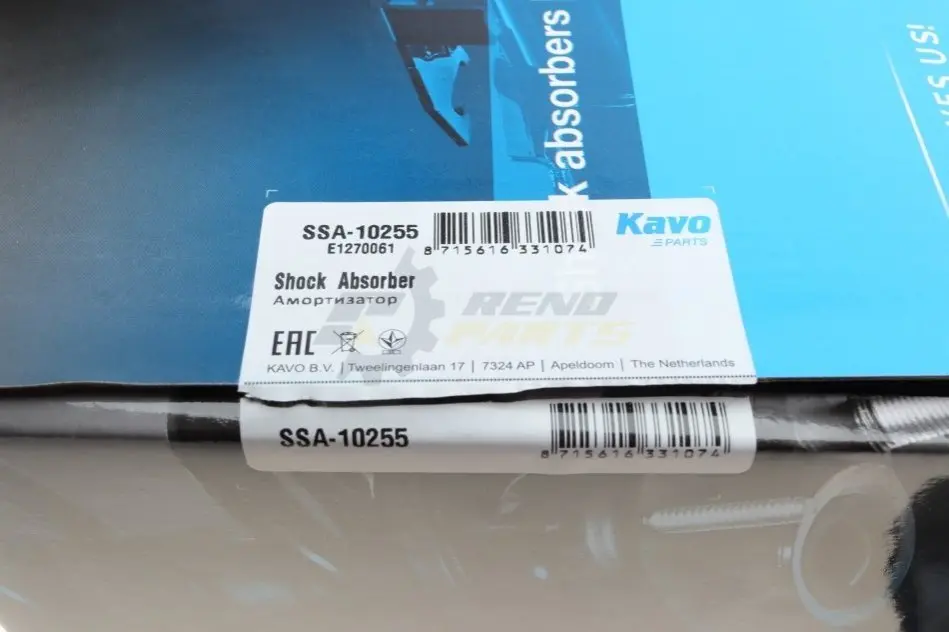 absorbers
US!
SSA-10255
E1270061
8 715616 331074
Kavo
PARTS
Shock Absorber
Амортизатор
REND
PARTS
EAC
KAVO B.V. | Tweelingenlaan 17 | 7324 AP | Apeldoorn | The Netherlands
SSA-10255
8 715616 331074